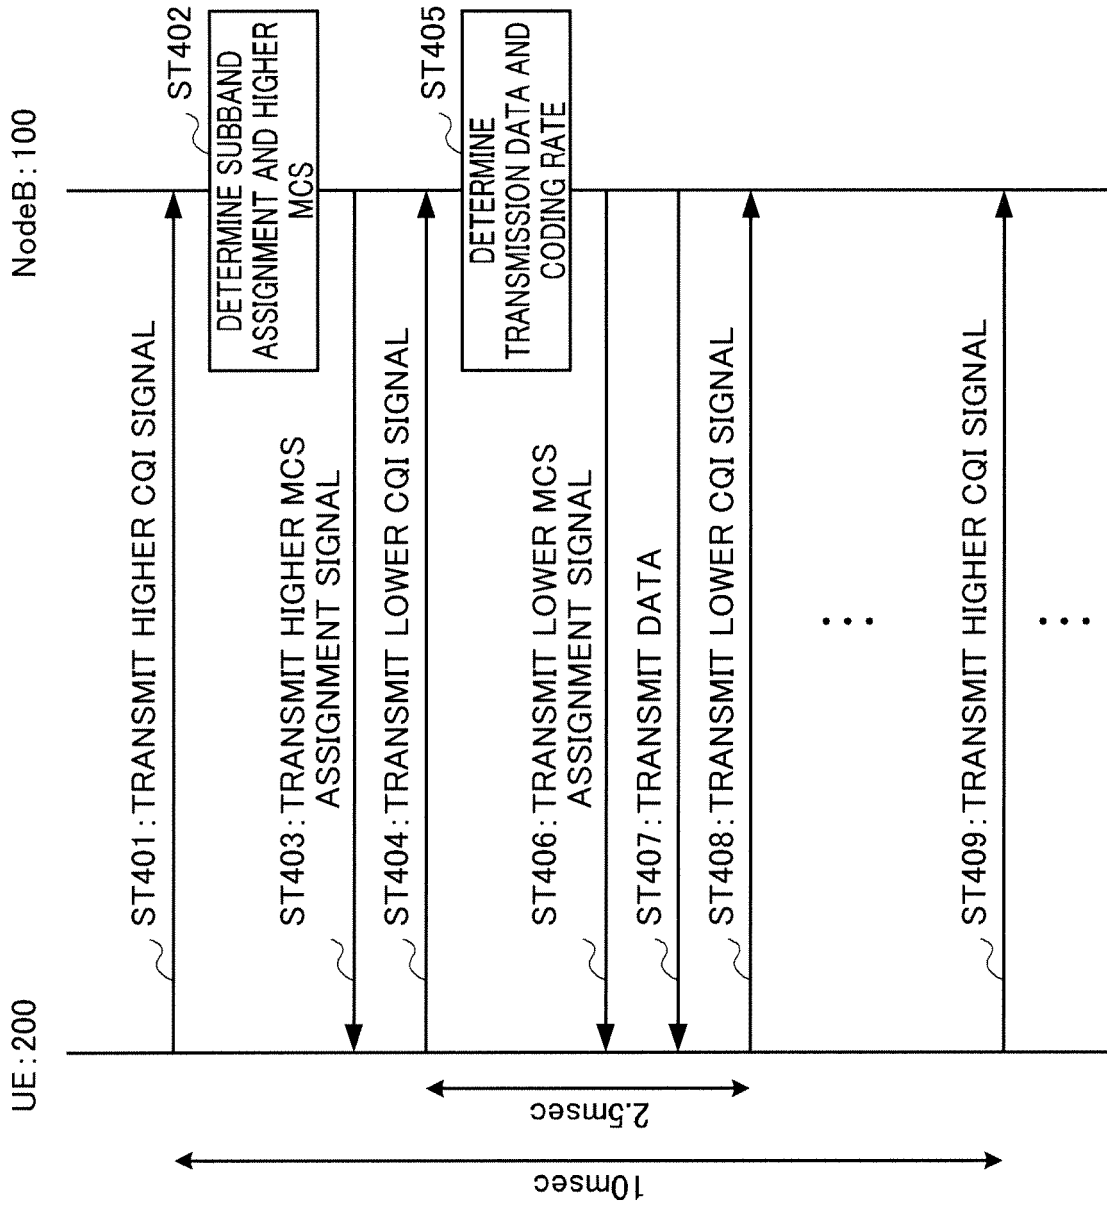 UE:200
NodeB:100
ST401:TRANSMIT HIGHER CQI SIGNAL
ST402
DETERMINE SUBBAND
ASSIGNMENT AND HIGHER
MCS
ST403:TRANSMIT HIGHER MCS
ASSIGNMENT SIGNAL
ST404:TRANSMIT LOWER CQI SIGNAL
ST405
DETERMINE
TRANSMISSION DATA AND
CODING RATE
ST406:TRANSMIT LOWER MCS
ASSIGNMENT SIGNAL
ST407:TRANSMIT DATA
ST408:TRANSMIT LOWER CQI SIGNAL
...
ST409:TRANSMIT HIGHER CQI SIGNAL
...
2.5msec
10msec